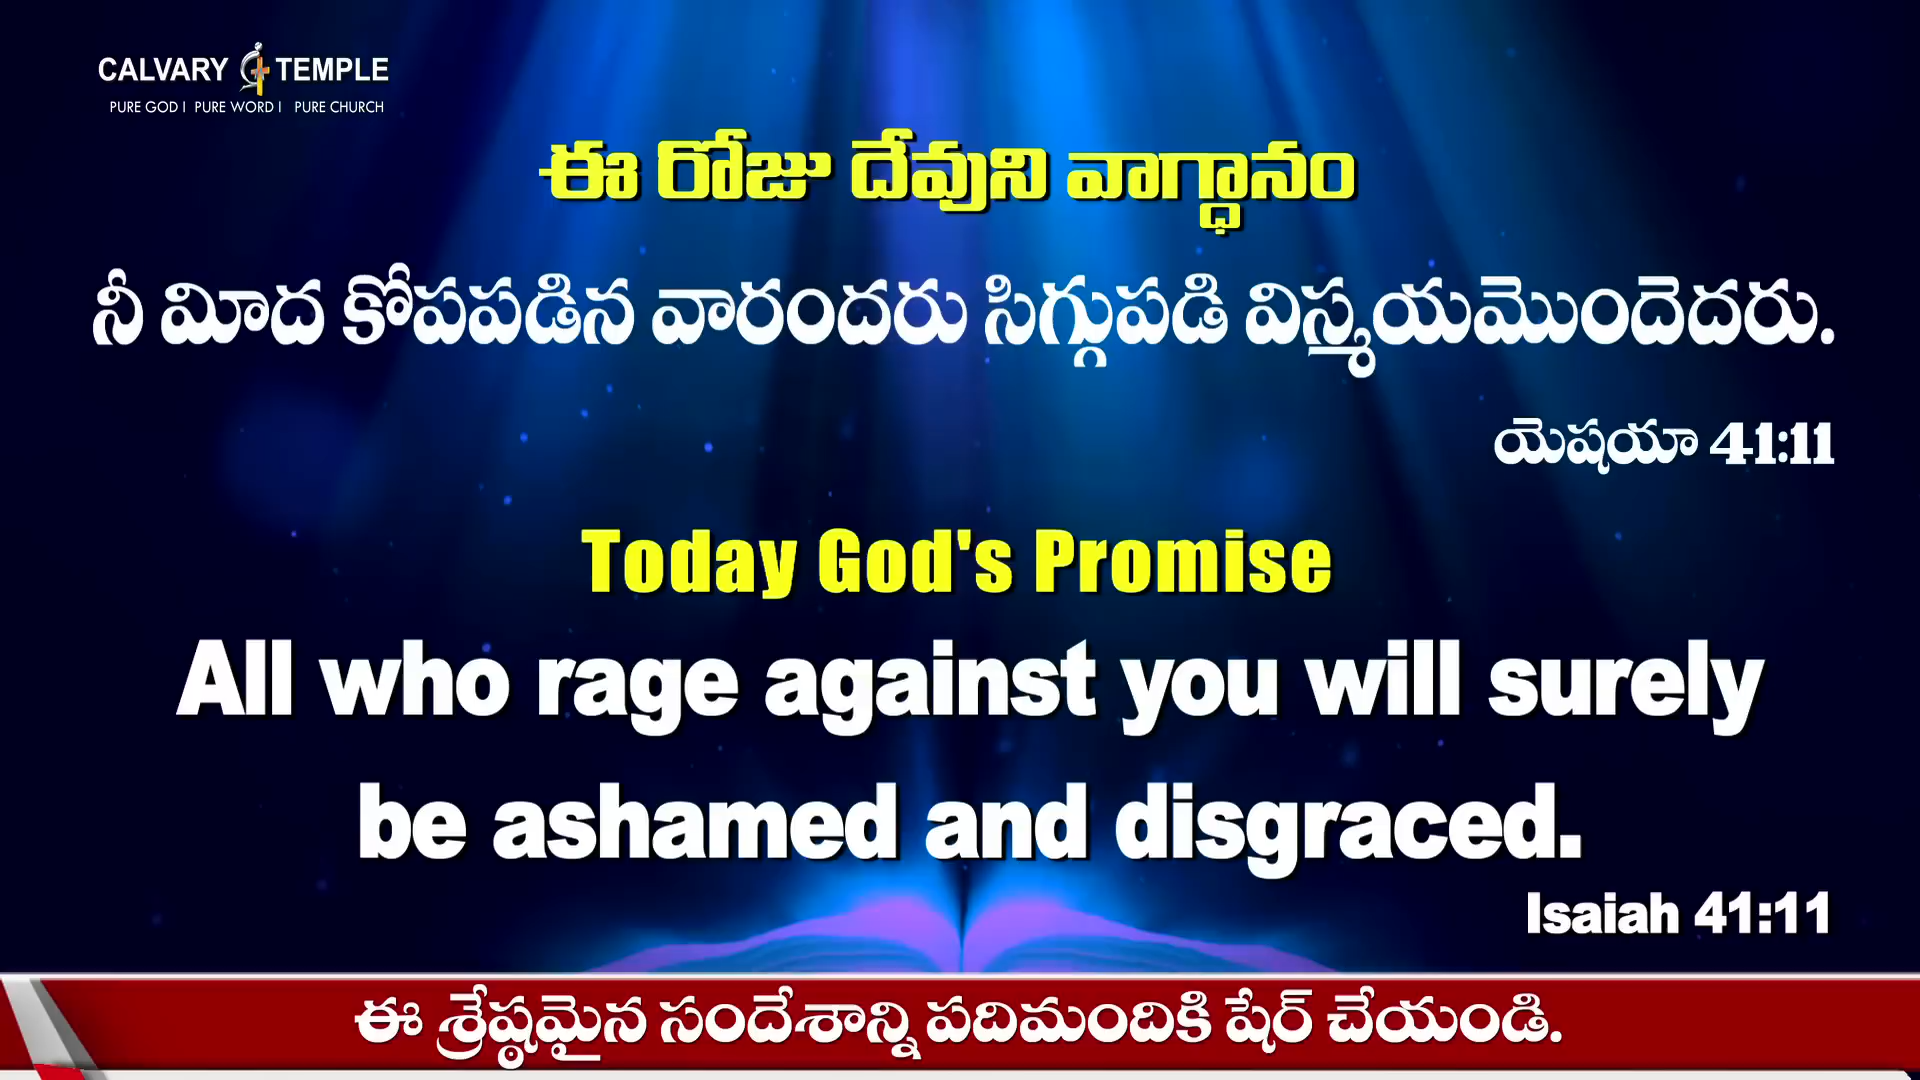 CALVARY TEMPLE
PURE GOD I PURE WORD I PURE CHURCH
ఈ రోజు దేవుని వాగ్ధానం
నీ మీద కోపపడిన వారందరు సిగ్గుపడి విస్మయమొందెదరు.
యెషయా 41:11
Today God's Promise
All who rage against you will surely
be ashamed and disgraced.
Isaiah 41:11
ఈ శ్రేష్ఠమైన సందేశాన్ని పదిమందికి షేర్ చేయండి.